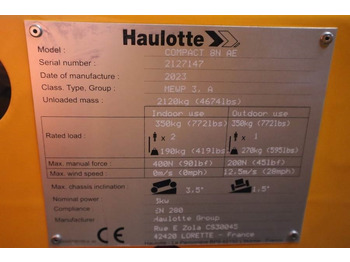 Haulotte
Model : COMPACT 8N AE
Serial number : 2127147
Date of manufacture : 2023
Class. Type. Group : MEWP 3, A
Unloaded mass : 2120kg (4674lbs)
Indoor use Outdoor use
Rated load : 350kg (772lbs) 350kg (772lbs)
x 2 x 1
190kg (419lbs) 270kg (595lbs)
Max. manual force : 400N (90lbf) 200N (45lbf)
Max. wind speed : 0m/s (0mph) 12.5m/s (28mph)
Max. chassis inclination : 3.5° 1.5°
Nominal power : 3kW
Compliance : EN 280
Manufacturer : Haulotte Group
Rue E Zola CS30045
42420 LORETTE - France